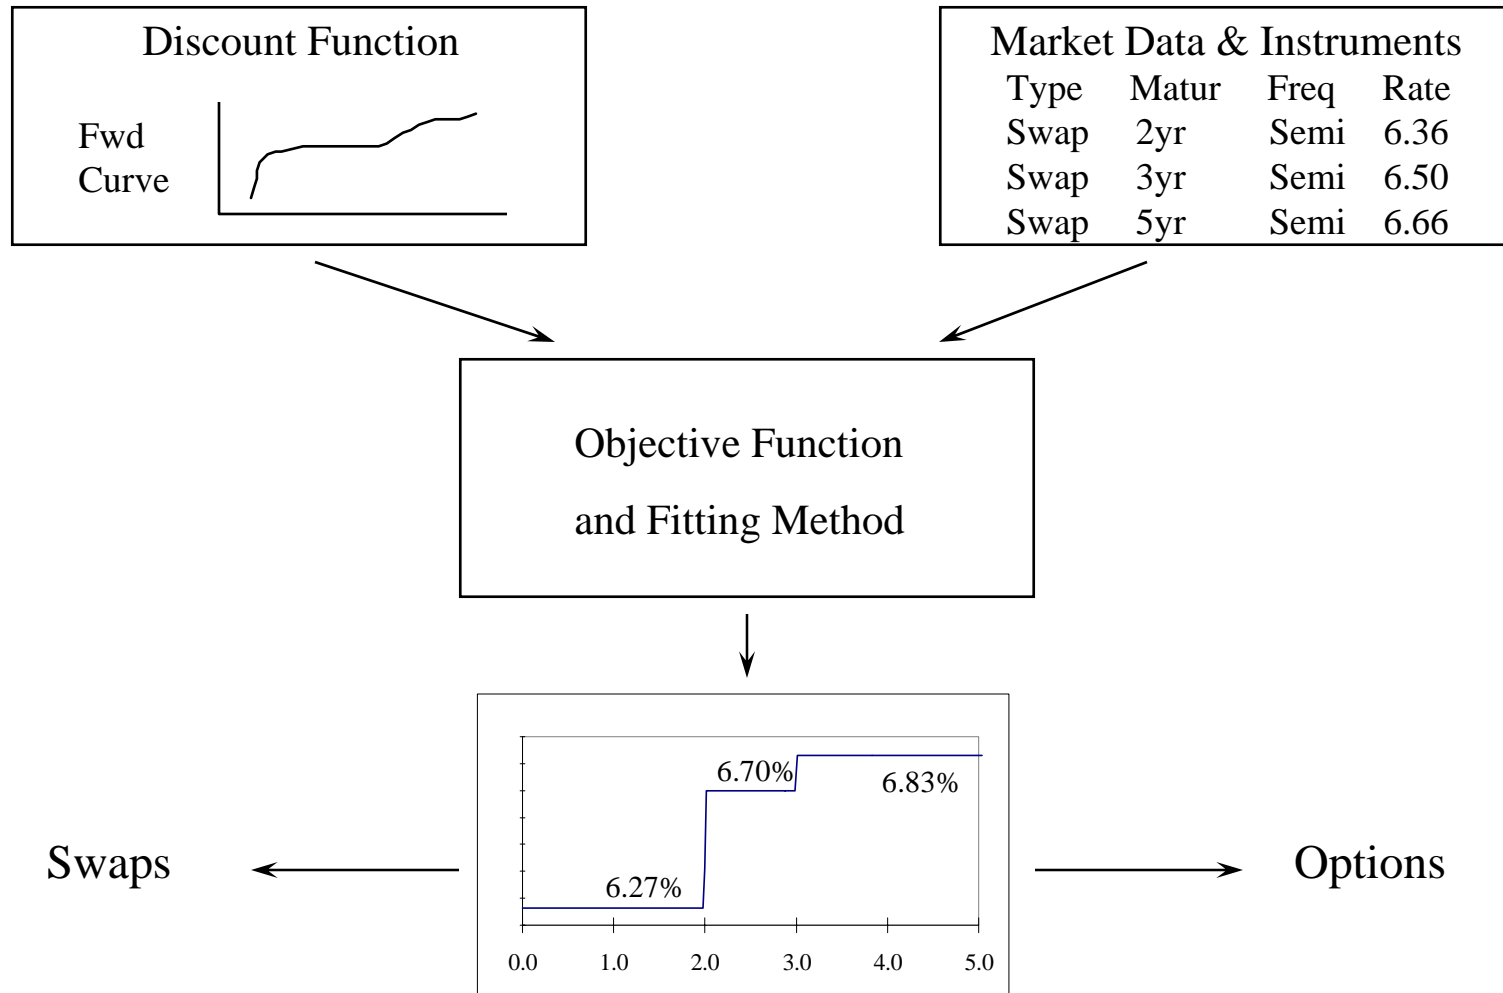 Discount Function
Fwd
Curve
Market Data & Instruments
Type Matur Freq Rate
Swap 2yr Semi 6.36
Swap 3yr Semi 6.50
Swap 5yr Semi 6.66
Objective Function
and Fitting Method
6.70%
6.83%
6.27%
0.0 1.0 2.0 3.0 4.0 5.0
Swaps
Options